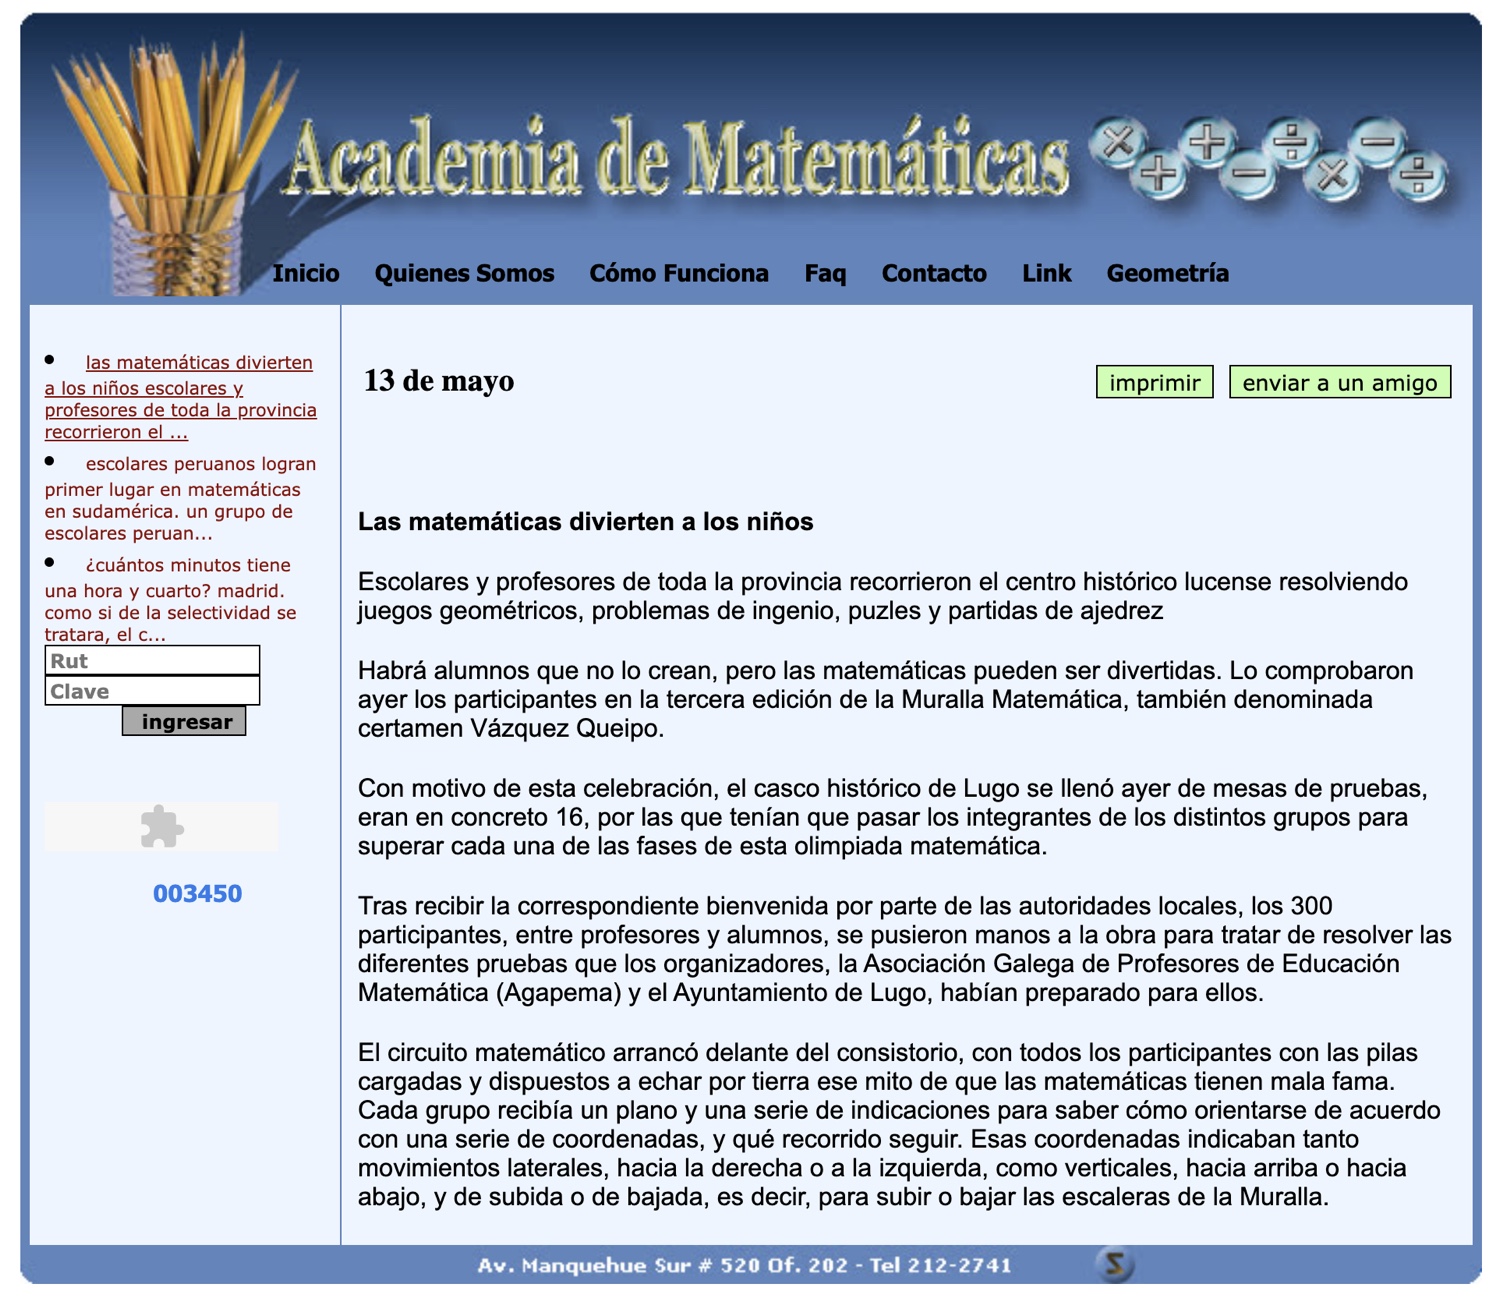 Academia de Matemáticas
Inicio Quienes Somos Cómo Funciona Faq Contacto Link Geometría
las matemáticas divierten
a los niños escolares y
profesores de toda la provincia
recorrieron el ...
escolares peruanos logran
primer lugar en matemáticas
en sudamérica. un grupo de
escolares peruan...
¿cuántos minutos tiene
una hora y cuarto? madrid.
como si de la selectividad se
tratara, el c...
Rut
Clave
ingresar
003450
13 de mayo
imprimir enviar a un amigo
Las matemáticas divierten a los niños
Escolares y profesores de toda la provincia recorrieron el centro histórico lucense resolviendo
juegos geométricos, problemas de ingenio, puzles y partidas de ajedrez
Habrá alumnos que no lo crean, pero las matemáticas pueden ser divertidas. Lo comprobaron
ayer los participantes en la tercera edición de la Muralla Matemática, también denominada
certamen Vázquez Queipo.
Con motivo de esta celebración, el casco histórico de Lugo se llenó ayer de mesas de pruebas,
eran en concreto 16, por las que tenían que pasar los integrantes de los distintos grupos para
superar cada una de las fases de esta olimpiada matemática.
Tras recibir la correspondiente bienvenida por parte de las autoridades locales, los 300
participantes, entre profesores y alumnos, se pusieron manos a la obra para tratar de resolver las
diferentes pruebas que los organizadores, la Asociación Galega de Profesores de Educación
Matemática (Agapema) y el Ayuntamiento de Lugo, habían preparado para ellos.
El circuito matemático arrancó delante del consistorio, con todos los participantes con las pilas
cargadas y dispuestos a echar por tierra ese mito de que las matemáticas tienen mala fama.
Cada grupo recibía un plano y una serie de indicaciones para saber cómo orientarse de acuerdo
con una serie de coordenadas, y qué recorrido seguir. Esas coordenadas indicaban tanto
movimientos laterales, hacia la derecha o a la izquierda, como verticales, hacia arriba o hacia
abajo, y de subida o de bajada, es decir, para subir o bajar las escaleras de la Muralla.
Av. Manquehue Sur # 520 Of. 202 - Tel 212-2741